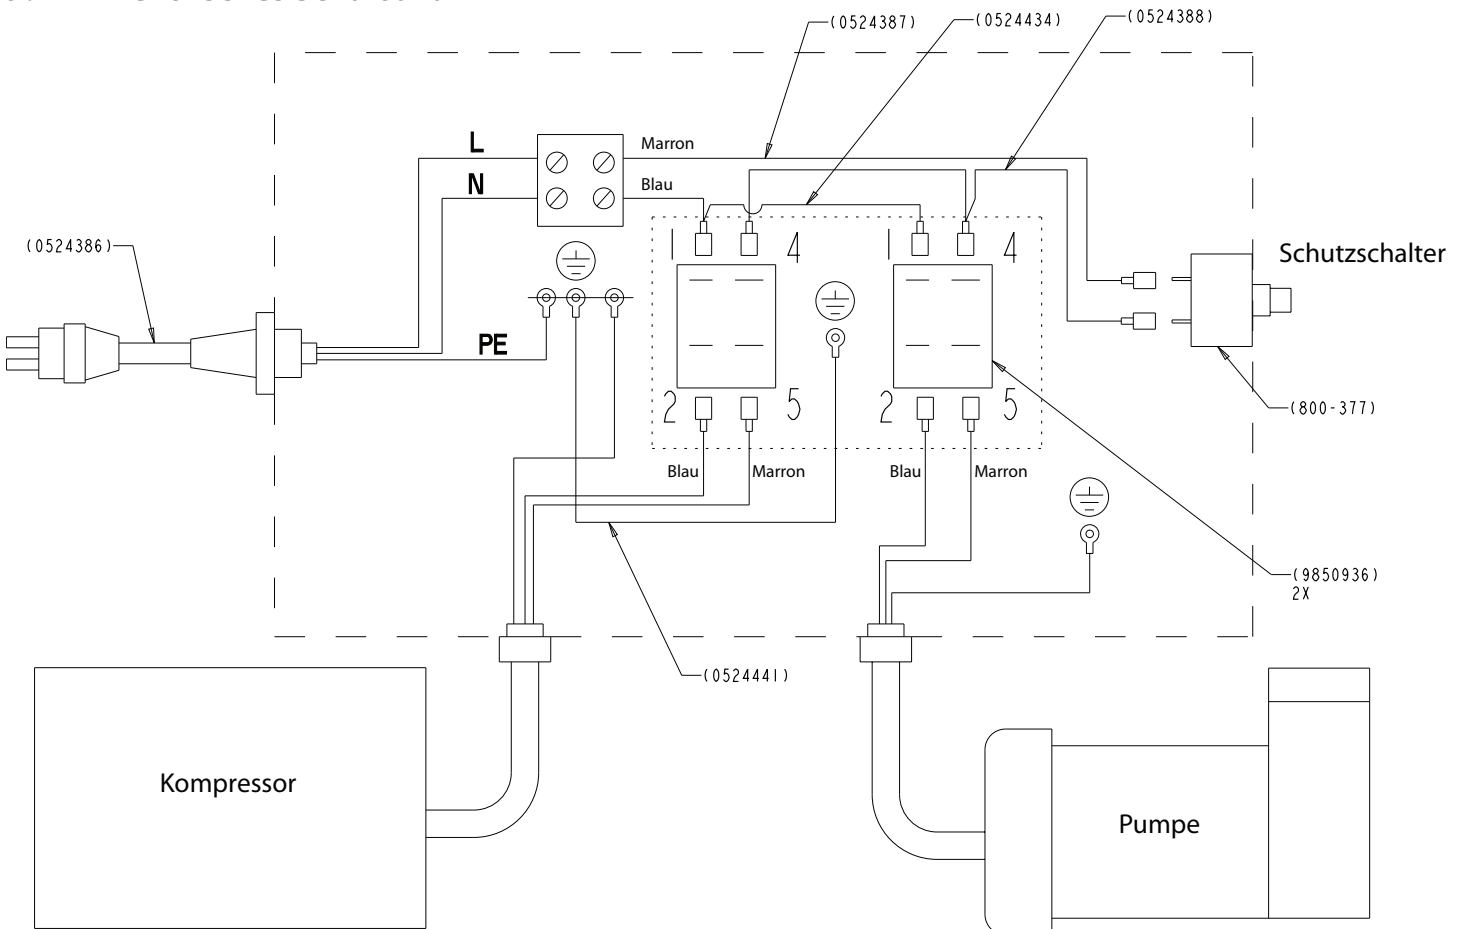 (0524387)
(0524434)
(0524388)
L
Marron
N
Blau
(0524386)
1
4
1
4
Schutzschalter
PE
2
5
2
5
(800-377)
Blau
Marron
Blau
Marron
(9850936)
2X
(0524441)
Kompressor
Pumpe